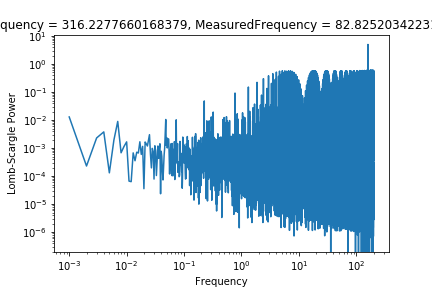 quency = 316.2277660168379, MeasuredFrequency = 82.8252034223
10¹
10⁰
10⁻¹
10⁻²
10⁻³
10⁻⁴
10⁻⁵
10⁻⁶
Lomb-Scargle Power
10⁻³ 10⁻² 10⁻¹ 10⁰ 10¹ 10²
Frequency